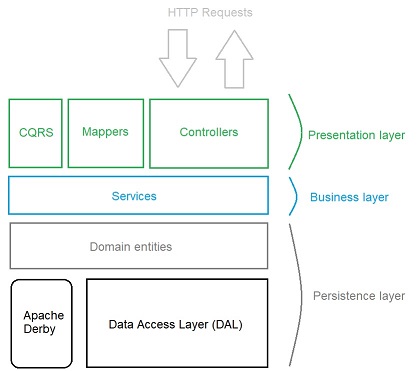 HTTP Requests
CQRS
Mappers
Controllers
Presentation layer
Services
Business layer
Domain entities
Persistence layer
Apache
Derby
Data Access Layer (DAL)